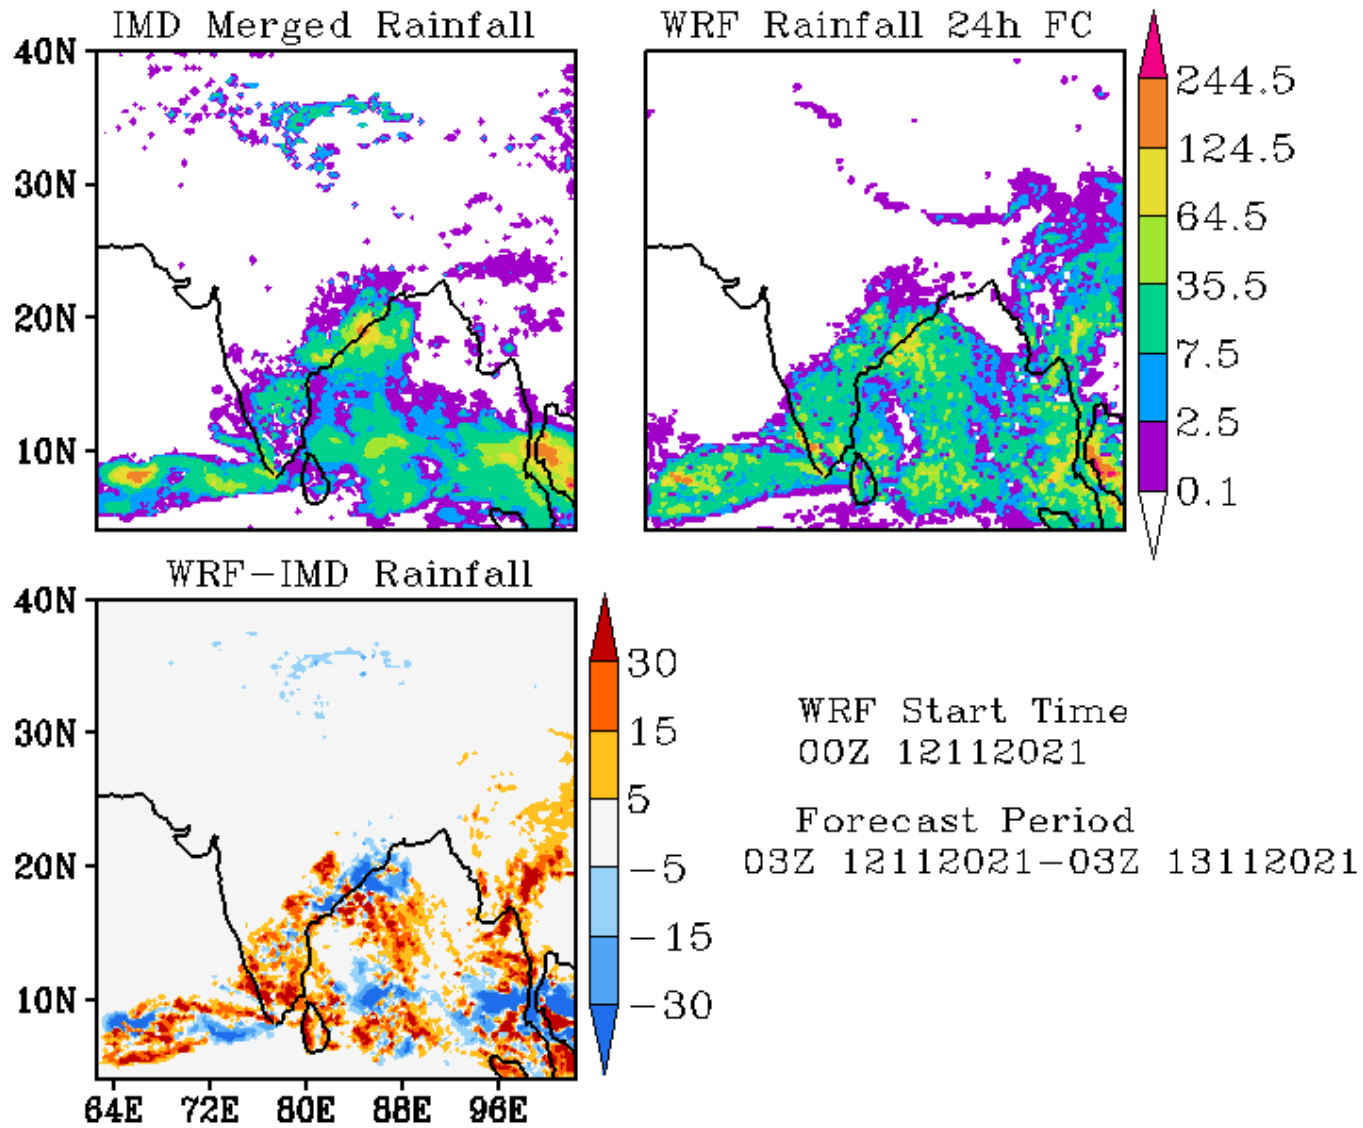 IMD Merged Rainfall
WRF Rainfall 24h FC
40N
30N
20N
10N
244.5
124.5
64.5
35.5
7.5
2.5
0.1
WRF-IMD Rainfall
40N
30N
20N
10N
64E 72E 80E 88E 96E
30
15
5
-5
-15
-30
WRF Start Time
00Z 12112021
Forecast Period
03Z 12112021-03Z 13112021